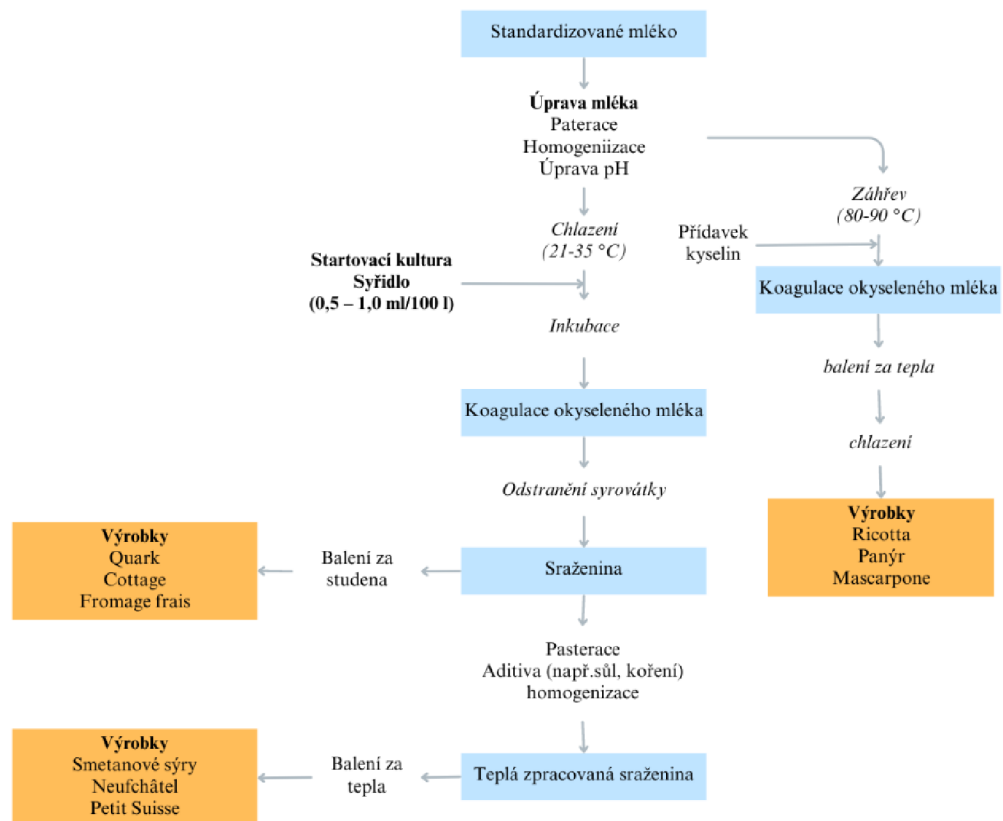 Standardizované mléko
Úprava mléka
Paterace
Homogeniizace
Úprava pH
Záhřev
(80-90 °C)
Chlazení
(21-35 °C)
Přídavek
kyselin
Startovací kultura
Syřidlo
(0,5 – 1,0 ml/100 l)
Koagulace okyseleného mléka
Inkubace
balení za tepla
Koagulace okyseleného mléka
chlazení
Odstranění syrovátky
Výrobky
Ricotta
Panýr
Mascarpone
Výrobky
Quark
Cottage
Fromage frais
Balení za
studena
Sraženina
Pasterace
Aditiva (např.sůl, koření)
homogenizace
Výrobky
Smetanové sýry
Neufchâtel
Petit Suisse
Balení za
tepla
Teplá zpracovaná sraženina